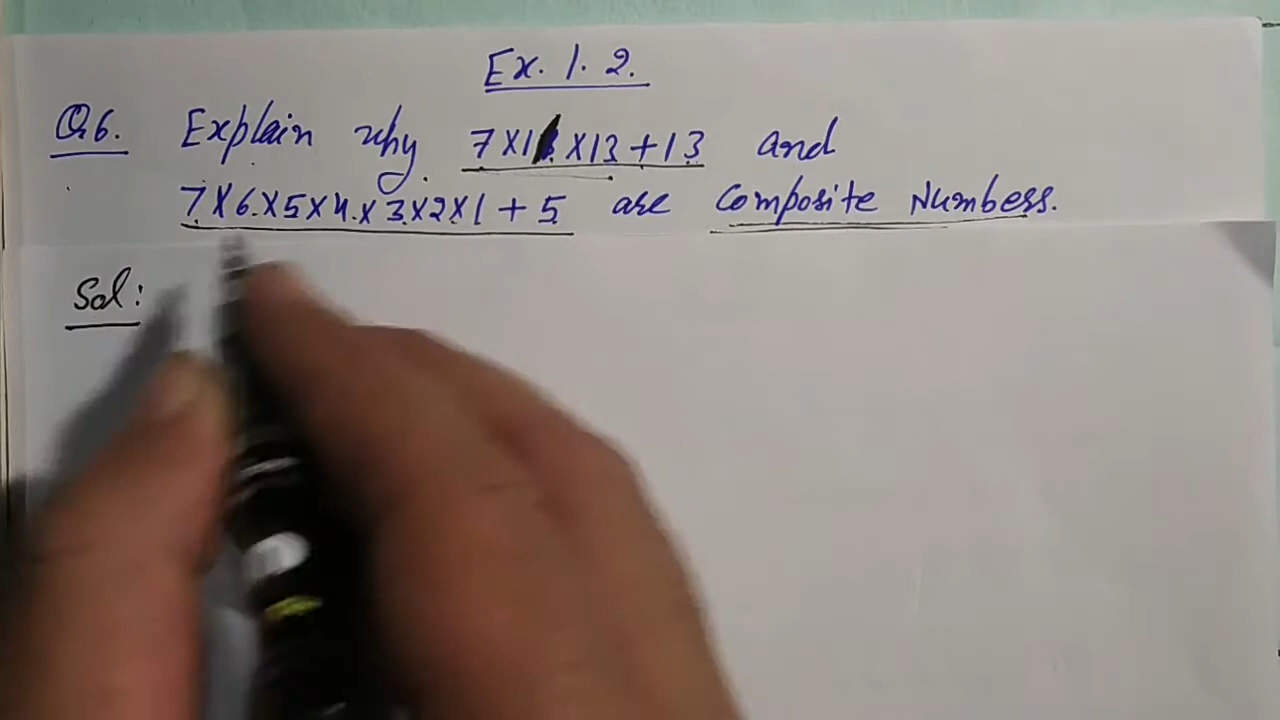 Ex. 1. 2.
Q6. Explain why 7×11×13+13 and
7×6×5×4×3×2×1+5 are Composite Numbers.
Sol: